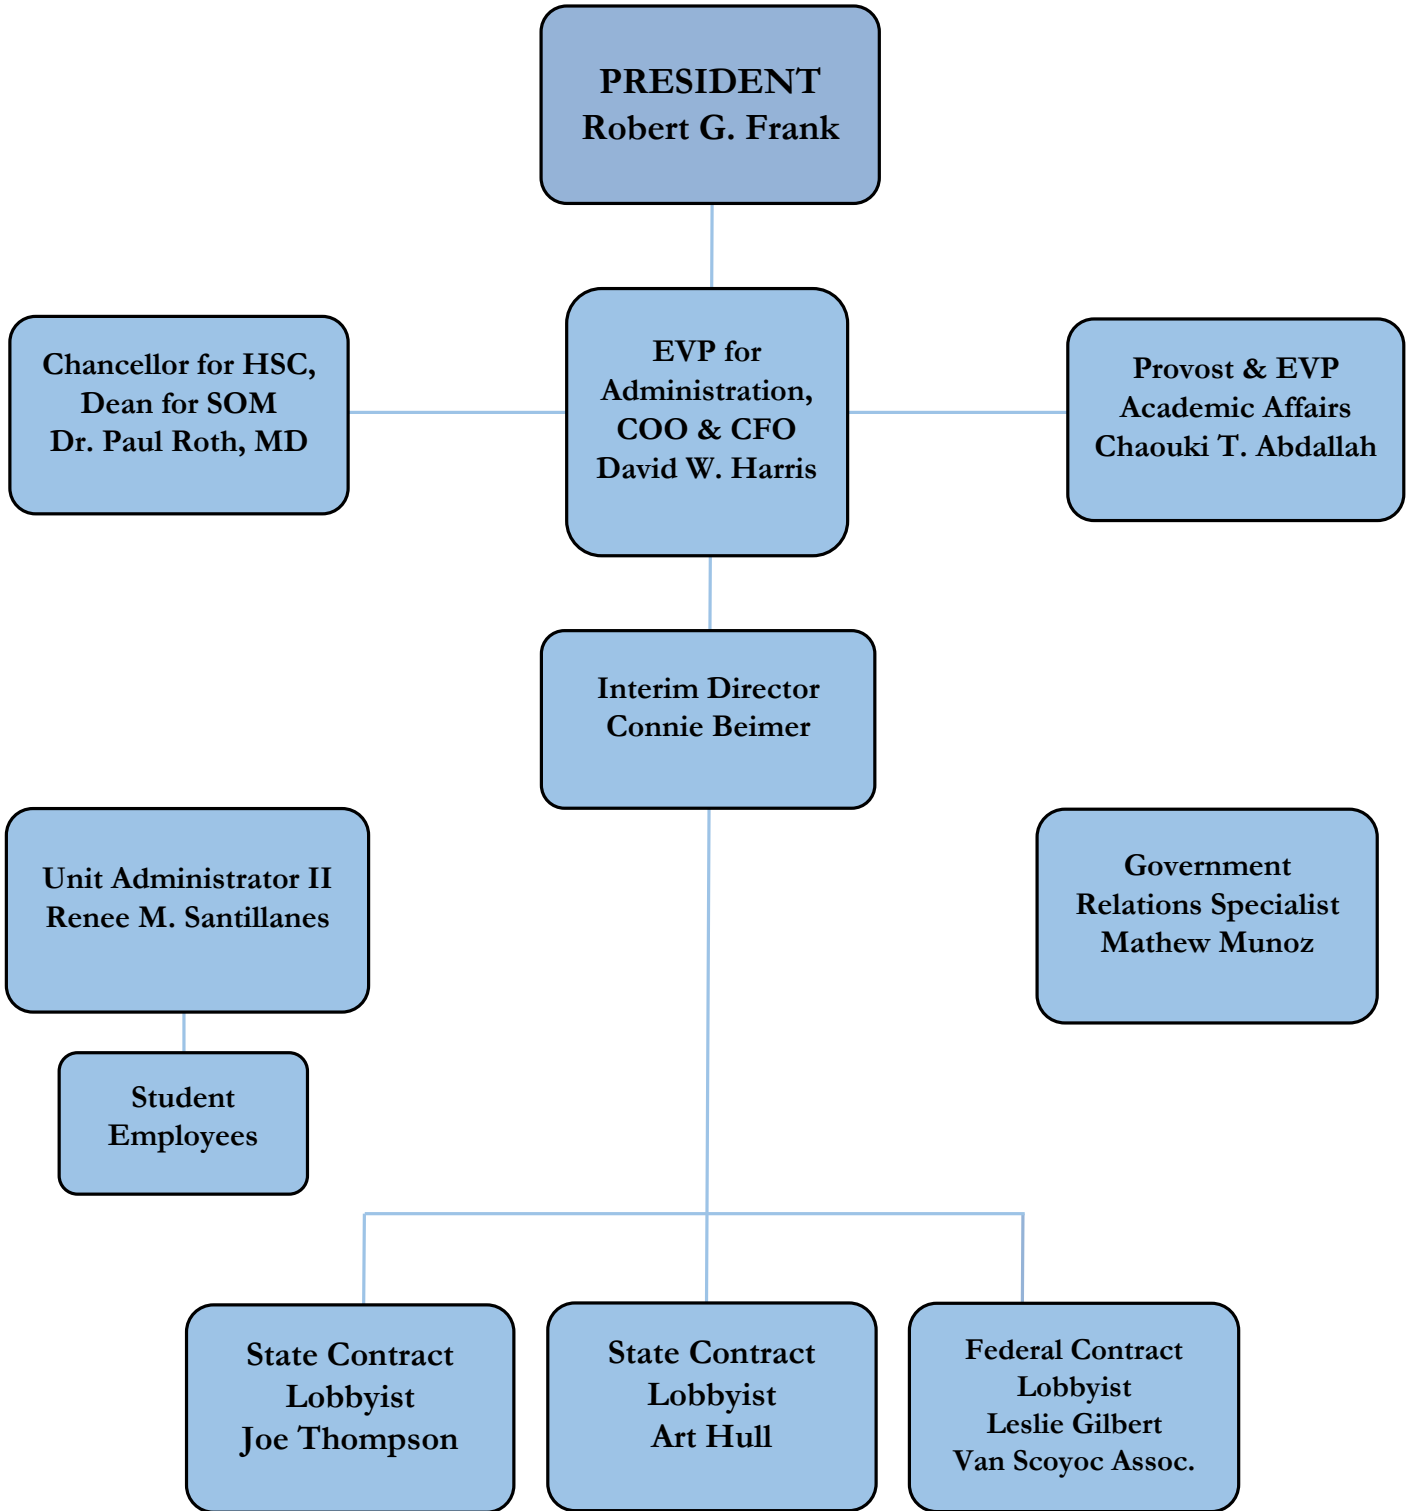 PRESIDENT
Robert G. Frank
Chancellor for HSC,
Dean for SOM
Dr. Paul Roth, MD
EVP for
Administration,
COO & CFO
David W. Harris
Provost & EVP
Academic Affairs
Chaouki T. Abdallah
Interim Director
Connie Beimer
Unit Administrator II
Renee M. Santillanes
Government
Relations Specialist
Mathew Munoz
Student
Employees
State Contract
Lobbyist
Joe Thompson
State Contract
Lobbyist
Art Hull
Federal Contract
Lobbyist
Leslie Gilbert
Van Scoyoc Assoc.